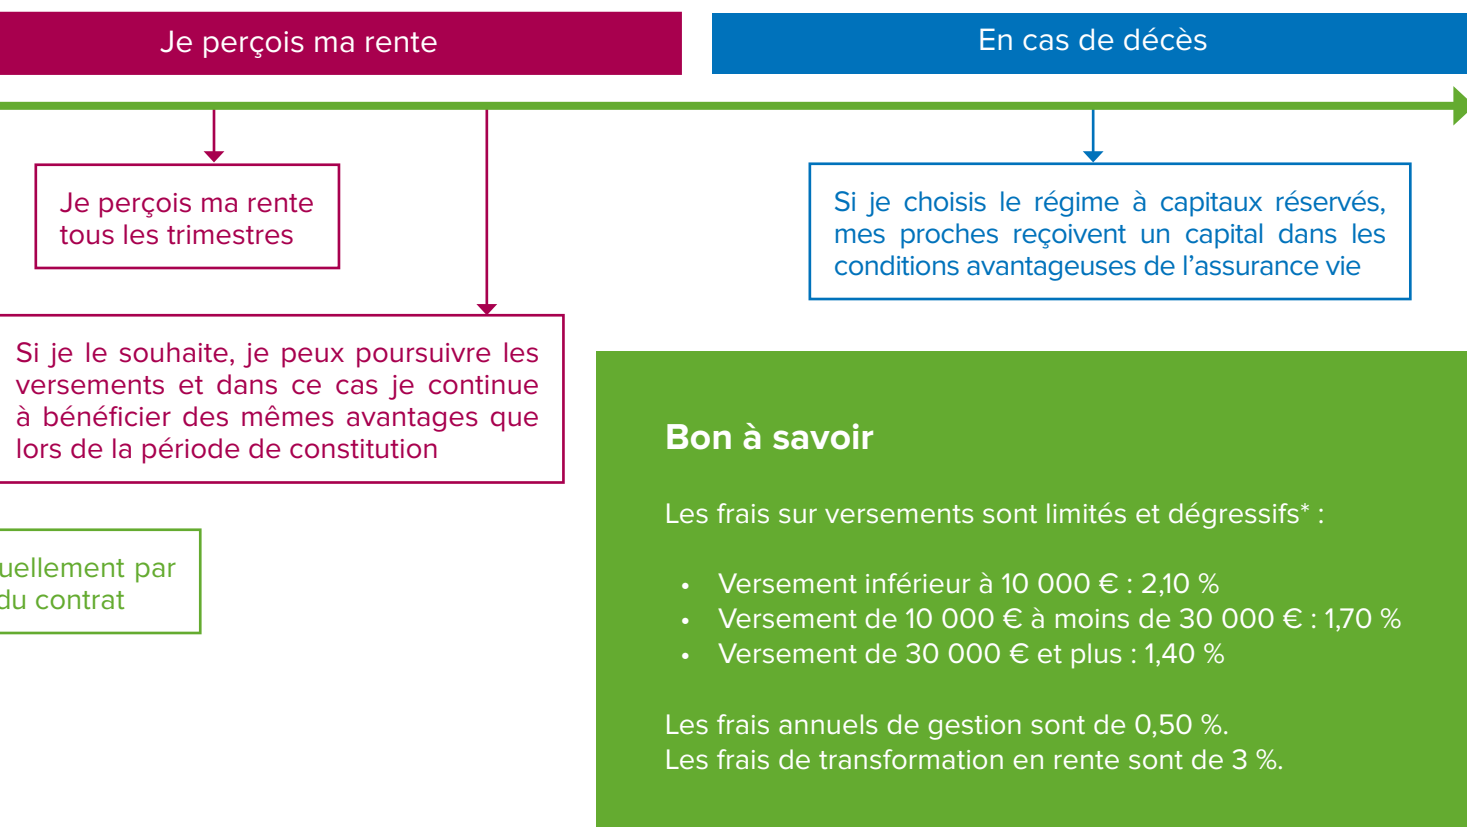 Je perçois ma rente
En cas de décès
Je perçois ma rente
tous les trimestres
Si je choisis le régime à capitaux réservés,
mes proches reçoivent un capital dans les
conditions avantageuses de l’assurance vie
Si je le souhaite, je peux poursuivre les
versements et dans ce cas je continue
à bénéficier des mêmes avantages que
lors de la période de constitution
par
du contrat
Bon à savoir
Les frais sur versements sont limités et dégressifs* :
• Versement inférieur à 10 000 € : 2,10 %
• Versement de 10 000 € à moins de 30 000 € : 1,70 %
• Versement de 30 000 € et plus : 1,40 %
Les frais annuels de gestion sont de 0,50 %.
Les frais de transformation en rente sont de 3 %.